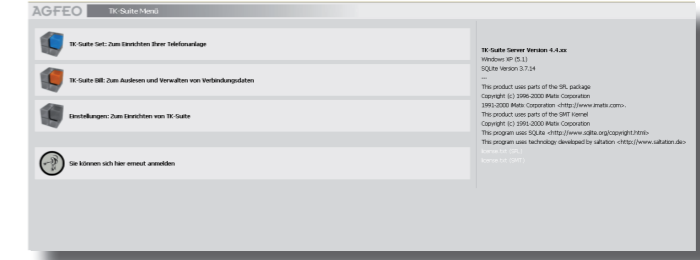 AGFEO TK-Suite Menü
TK-Suite Set: Zum Einrichten Ihrer Telefonanlage
TK-Suite Bill: Zum Auslesen und Verwalten von Verbindungsdaten
Einstellungen: Zum Einrichten von TK-Suite
Sie können sich hier erneut anmelden
TK-Suite Server Version 4.4.xx
Windows XP (5.1)
SQLite Version 3.7.14
---
This product uses parts of the SFL package
Copyright (c) 1996-2000 iMatix Corporation
1991-2000 iMatix Corporation <http://www.imatix.com>.
This product uses parts of the SMT Kernel
Copyright (c) 1991-2000 iMatix Corporation
This program uses SQLite <http://www.sqlite.org/copyright.html>
This program uses technology developed by saltation <http://www.saltation.de>
(SFL)
(SMT)